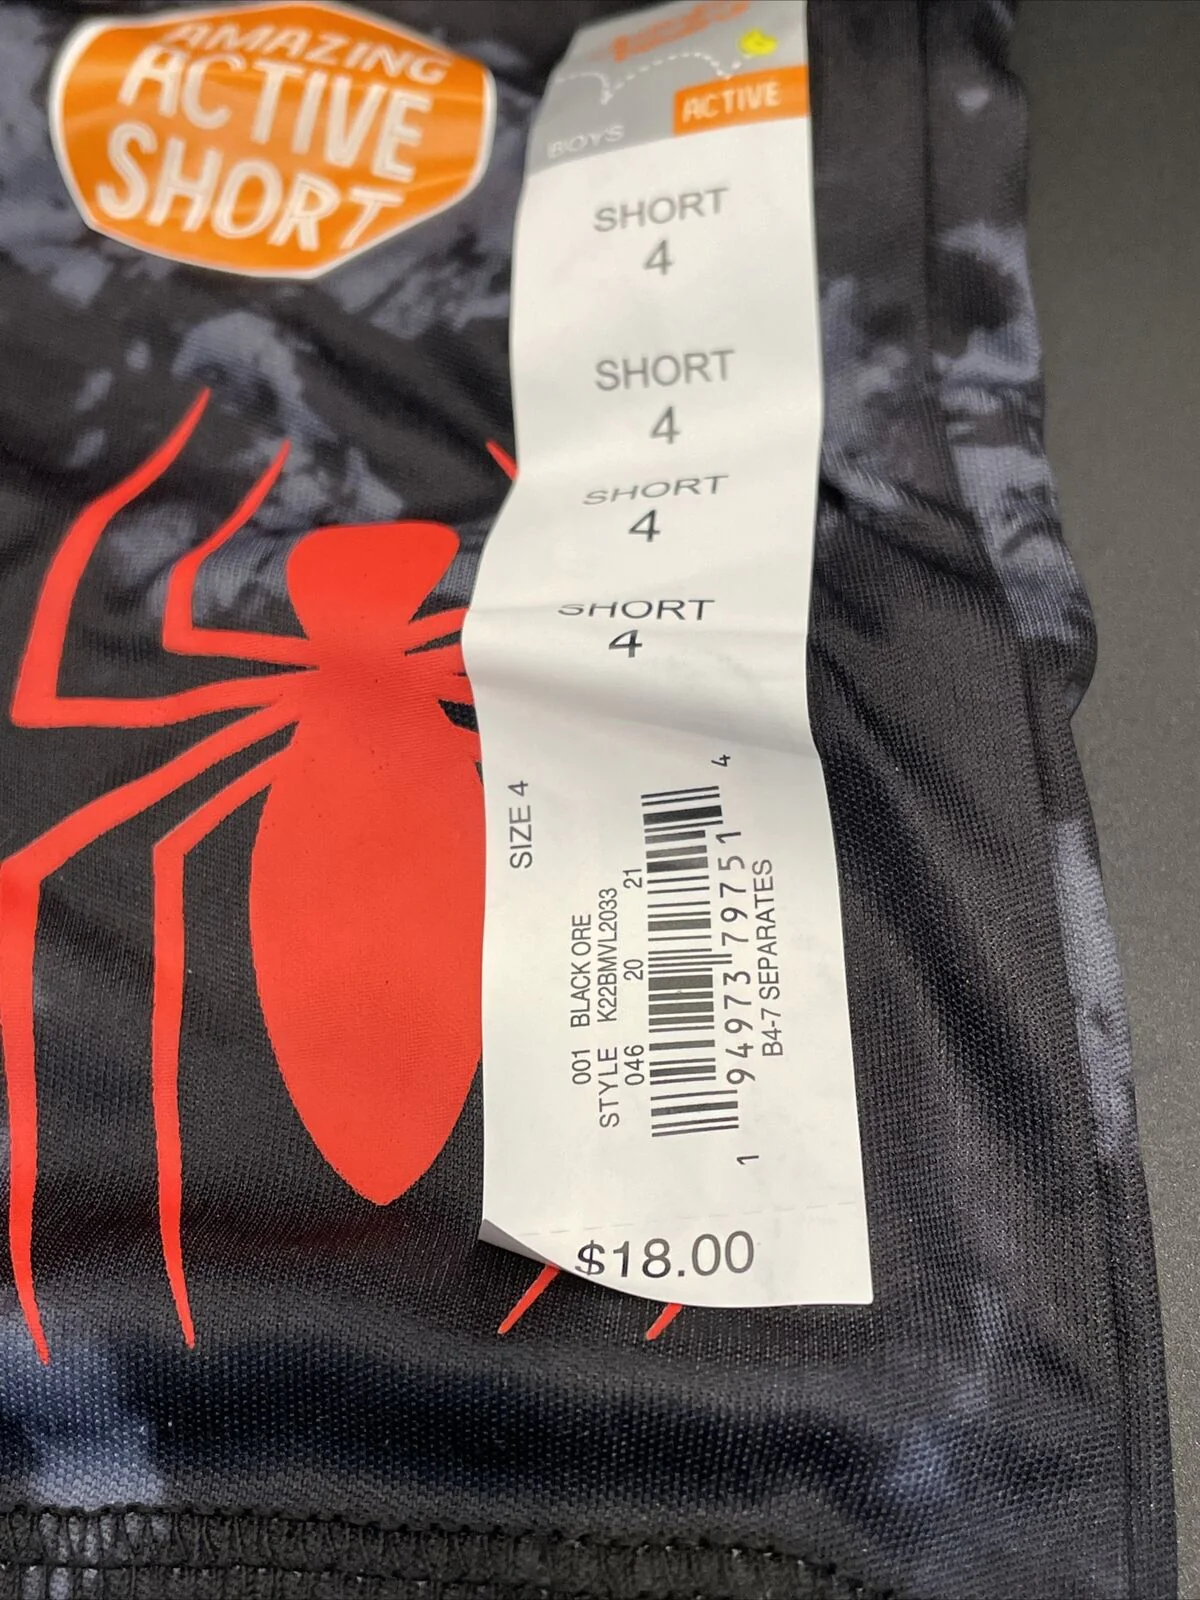 AMAZING
ACTIVE
SHORT
ACTIVE
BOYS
SHORT
4
SHORT
4
SHORT
4
SHORT
4
SIZE 4
001 BLACK ORE
STYLE K22BMVL2033
046 20 21
1 94973 79751 4
B4-7 SEPARATES
$18.00